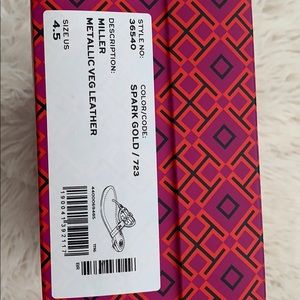 STYLE NO:
36540
COLOR/CODE:
SPARK GOLD / 723
DESCRIPTION:
MILLER
METALLIC VEG LEATHER
SIZE US
4.5